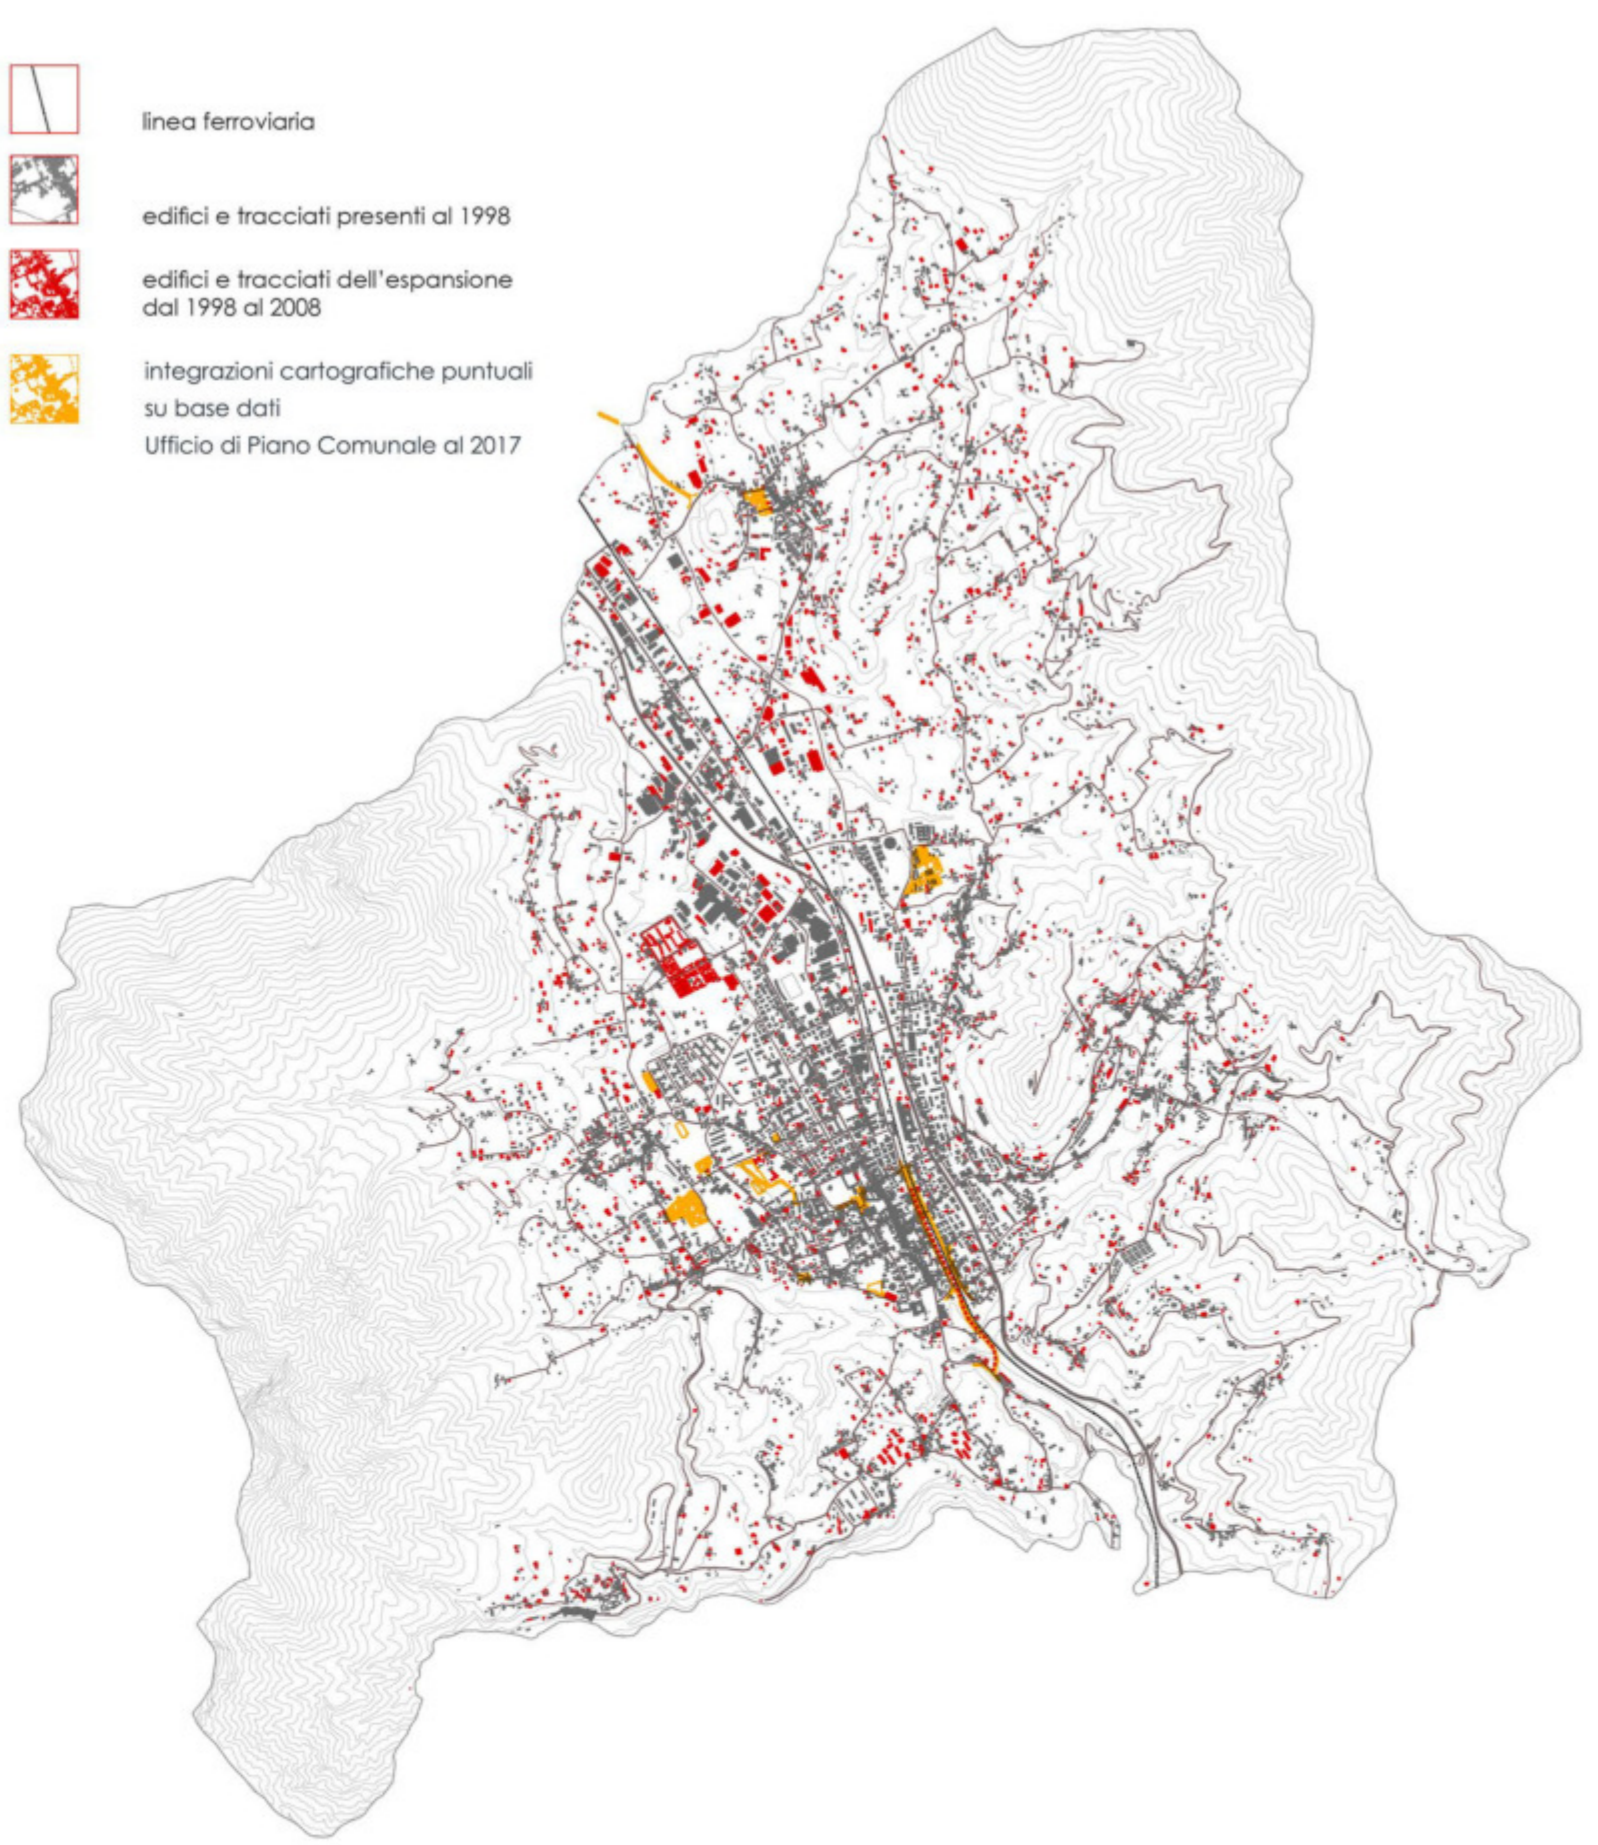 linea ferroviaria
edifici e tracciati presenti al 1998
edifici e tracciati dell'espansione
dal 1998 al 2008
integrazioni cartografiche puntuali
su base dati
Ufficio di Piano Comunale al 2017